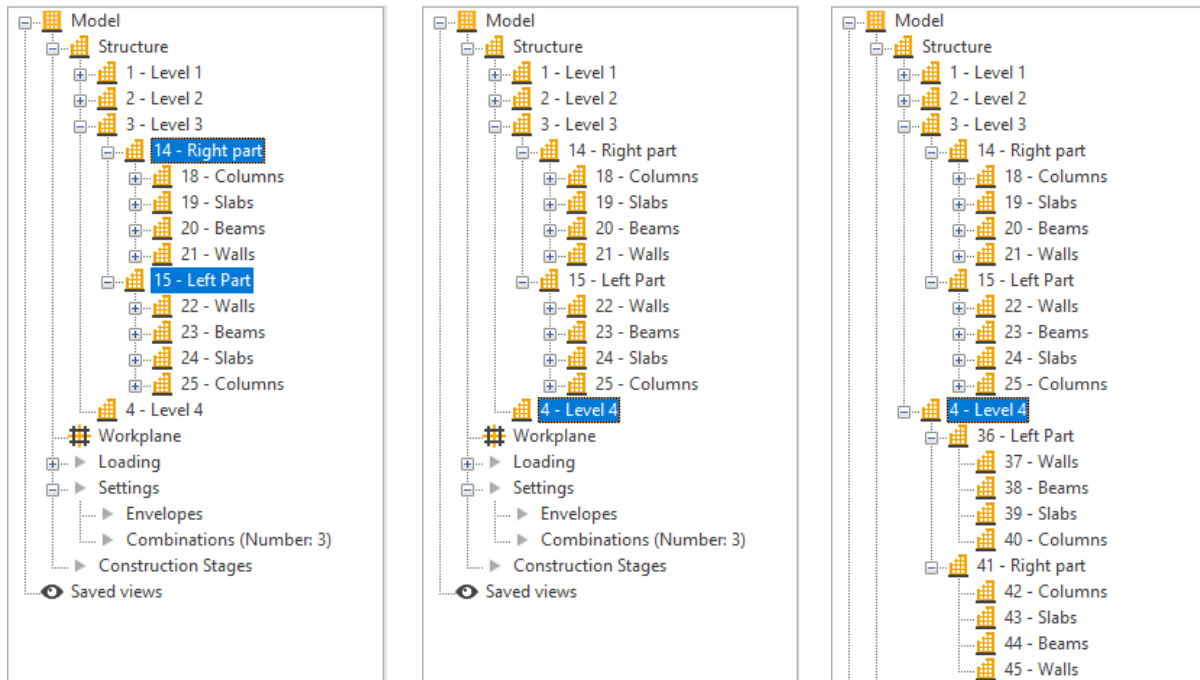 Model
Structure
1 - Level 1
2 - Level 2
3 - Level 3
14 - Right part
18 - Columns
19 - Slabs
20 - Beams
21 - Walls
15 - Left Part
22 - Walls
23 - Beams
24 - Slabs
25 - Columns
4 - Level 4
Workplane
Loading
Settings
Envelopes
Combinations (Number: 3)
Construction Stages
Saved views
Model
Structure
1 - Level 1
2 - Level 2
3 - Level 3
14 - Right part
18 - Columns
19 - Slabs
20 - Beams
21 - Walls
15 - Left Part
22 - Walls
23 - Beams
24 - Slabs
25 - Columns
4 - Level 4
Workplane
Loading
Settings
Envelopes
Combinations (Number: 3)
Construction Stages
Saved views
Model
Structure
1 - Level 1
2 - Level 2
3 - Level 3
14 - Right part
18 - Columns
19 - Slabs
20 - Beams
21 - Walls
15 - Left Part
22 - Walls
23 - Beams
24 - Slabs
25 - Columns
4 - Level 4
36 - Left Part
37 - Walls
38 - Beams
39 - Slabs
40 - Columns
41 - Right part
42 - Columns
43 - Slabs
44 - Beams
45 - Walls